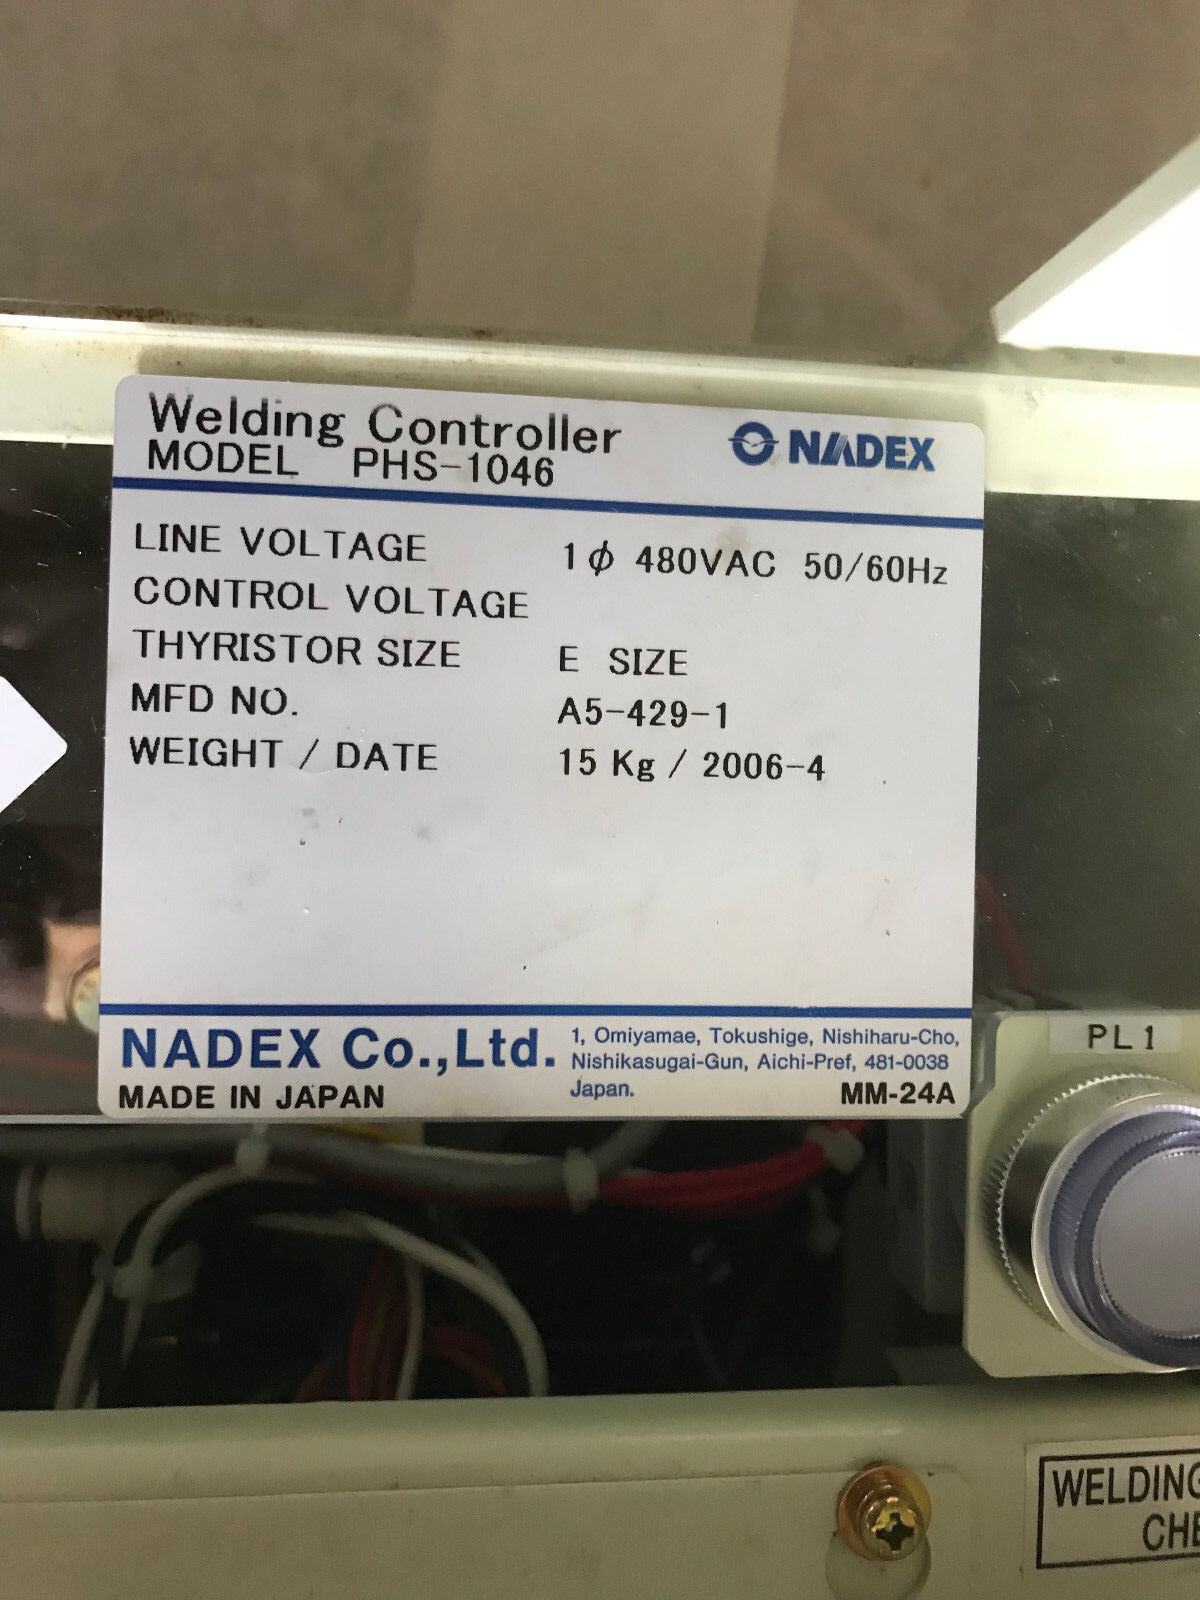 Welding Controller
NADEX
MODEL PHS-1046
LINE VOLTAGE 1ϕ 480VAC 50/60Hz
CONTROL VOLTAGE
THYRISTOR SIZE E SIZE
MFD NO. A5-429-1
WEIGHT / DATE 15 Kg / 2006-4
NADEX Co.,Ltd.
1, Omiyamae, Tokushige, Nishiharu-Cho,
Nishikasugai-Gun, Aichi-Pref, 481-0038
Japan.
MADE IN JAPAN
MM-24A
PL1
WELDING